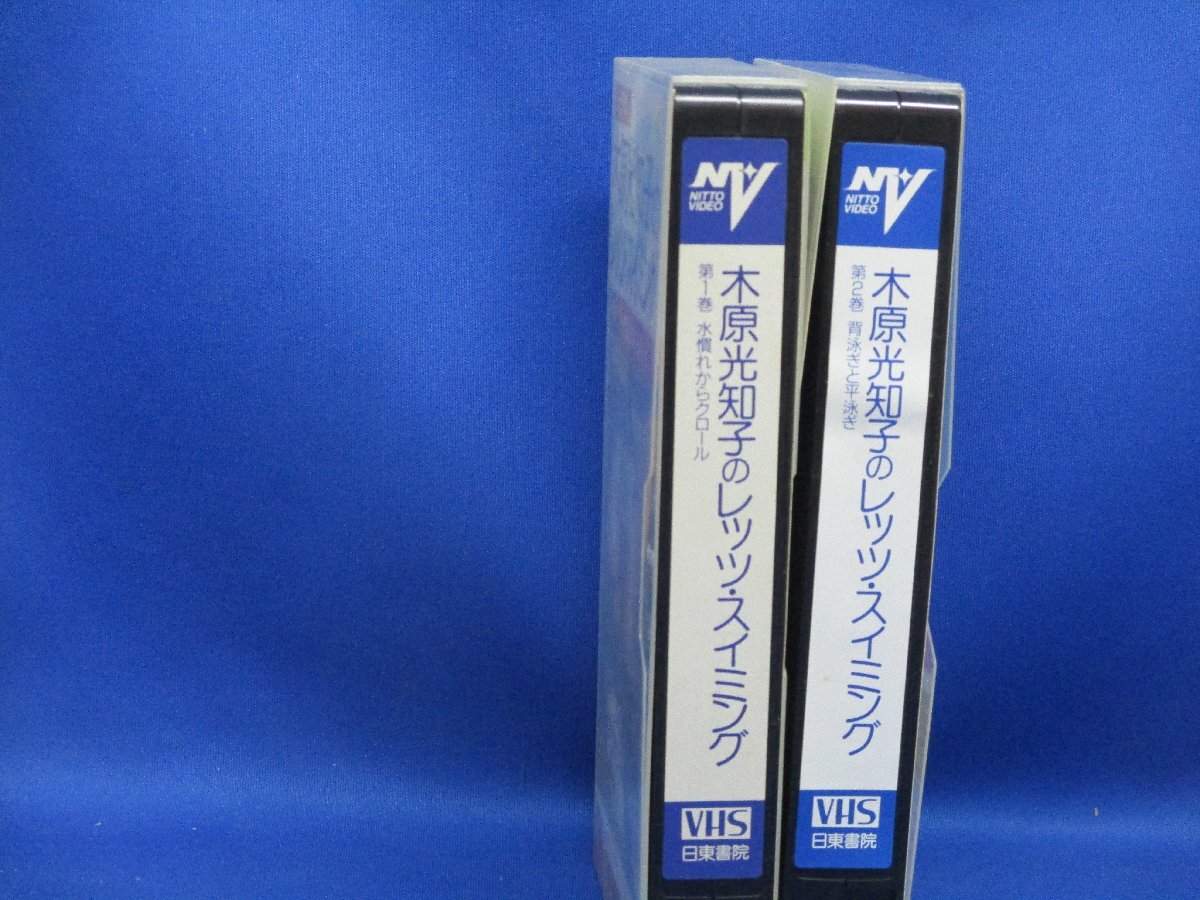 NV
NITTO
VIDEO
木原光知子のレッツ・スイミング
第1巻 水慣れからクロール
VHS
日東書院
NV
NITTO
VIDEO
木原光知子のレッツ・スイミング
第2巻 背泳ぎと平泳ぎ
VHS
日東書院